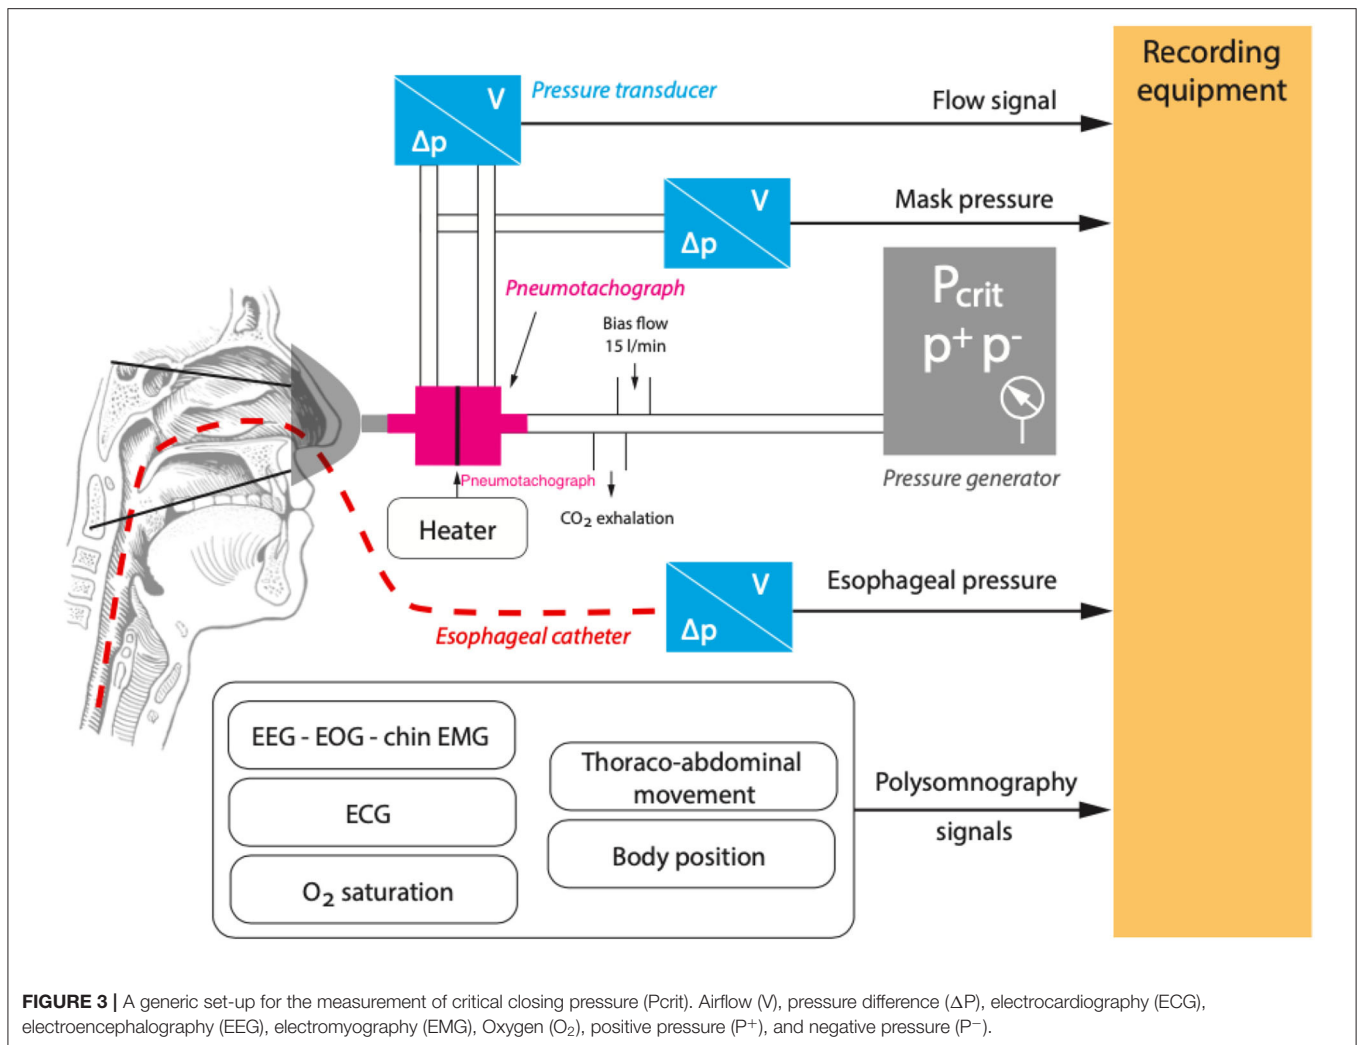 Recording
equipment
V
Δp
Pressure transducer
Flow signal
V
Δp
Mask pressure
Pneumotachograph
Bias flow
15 l/min
Pcrit
p⁺ p⁻
Pressure generator
Pneumotachograph
Heater
CO₂ exhalation
V
Δp
Esophageal pressure
Esophageal catheter
EEG - EOG - chin EMG
ECG
O₂ saturation
Thoraco-abdominal
movement
Body position
Polysomnography
signals
FIGURE 3 | A generic set-up for the measurement of critical closing pressure (Pcrit). Airflow (V), pressure difference (ΔP), electrocardiography (ECG),
electroencephalography (EEG), electromyography (EMG), Oxygen (O₂), positive pressure (P⁺), and negative pressure (P⁻).